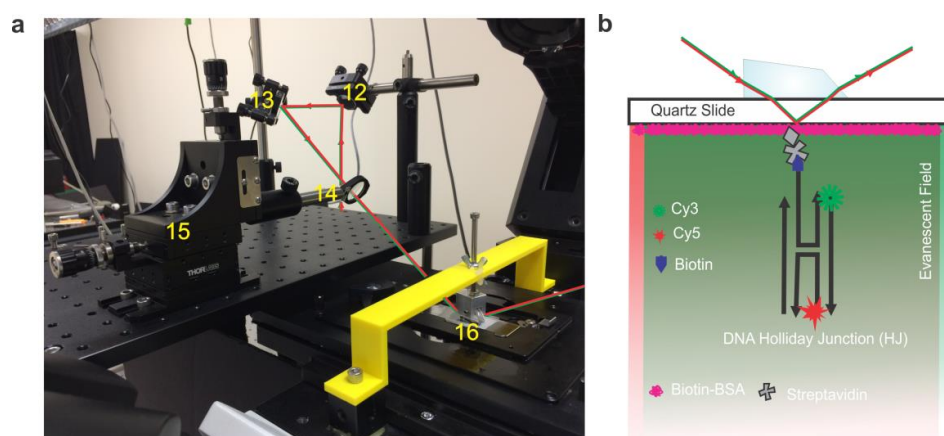 a
12
13
14
15
THORLABS
16
b
Quartz Slide
Cy3
Cy5
Biotin
Evanescent Field
DNA Holliday Junction (HJ)
Biotin-BSA
Streptavidin